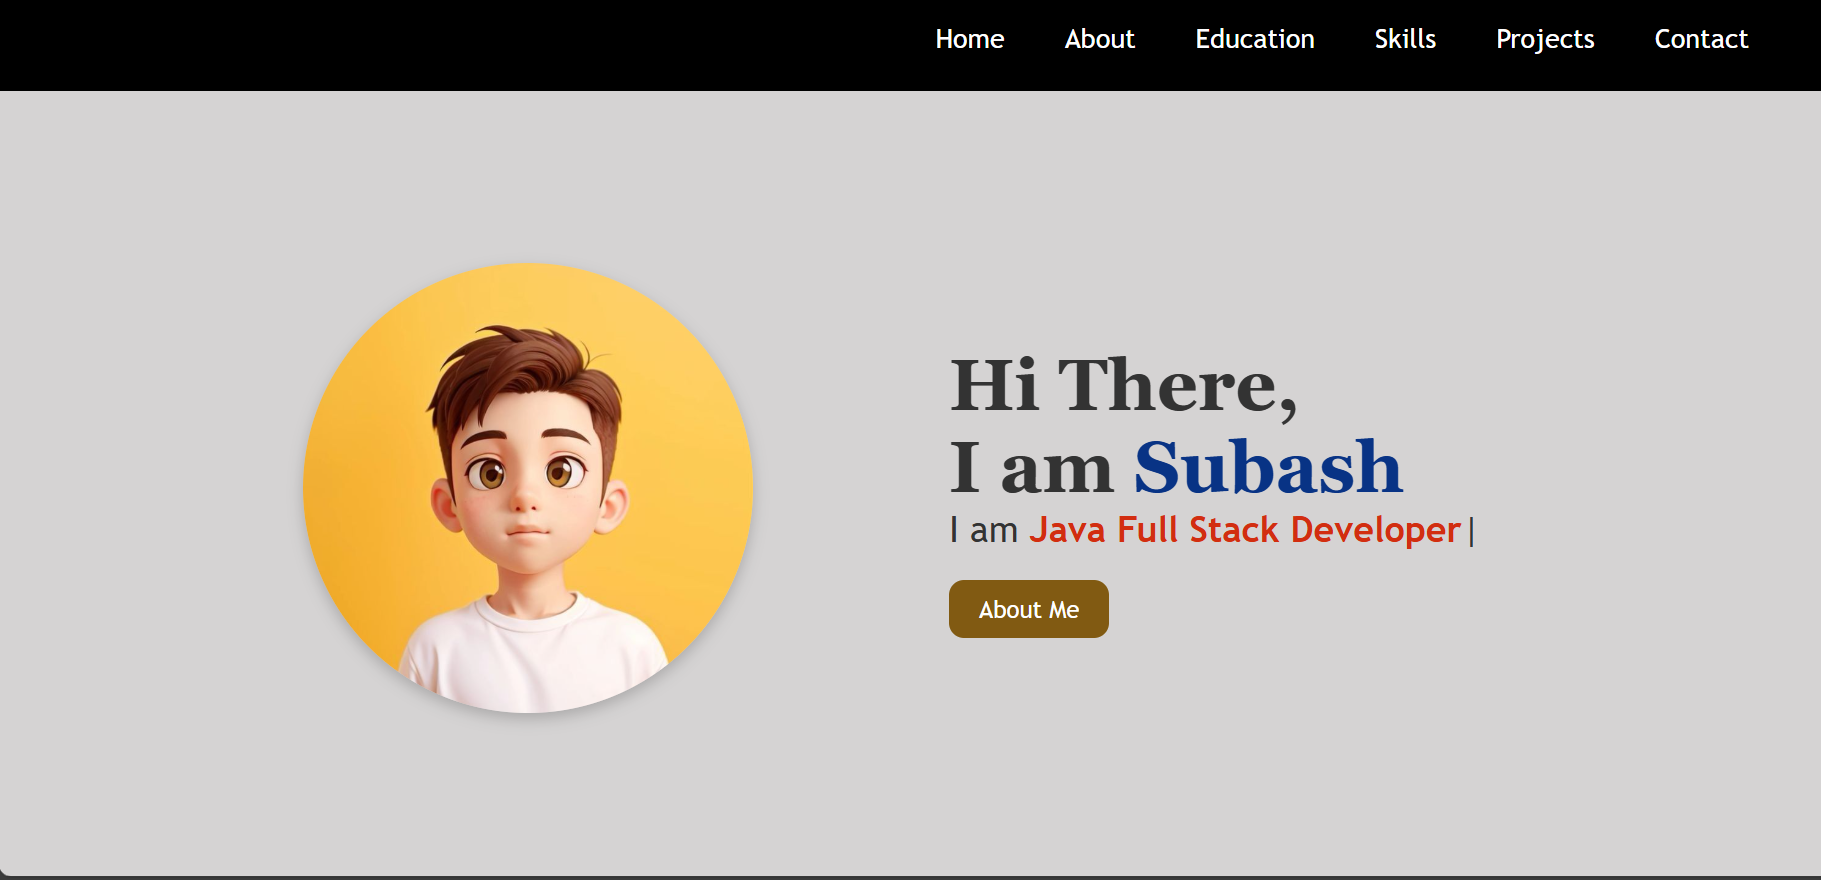 Home About Education Skills Projects Contact
Hi There,
I am Subash
I am Java Full Stack Developer|
About Me